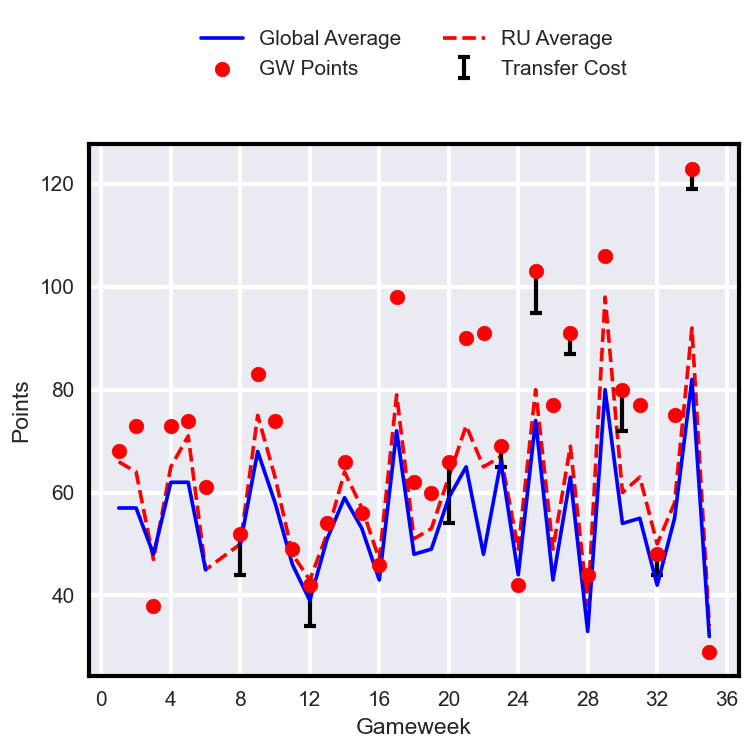 Global Average RU Average
GW Points Transfer Cost
120
100
80
60
40
Points
0 4 8 12 16 20 24 28 32 36
Gameweek